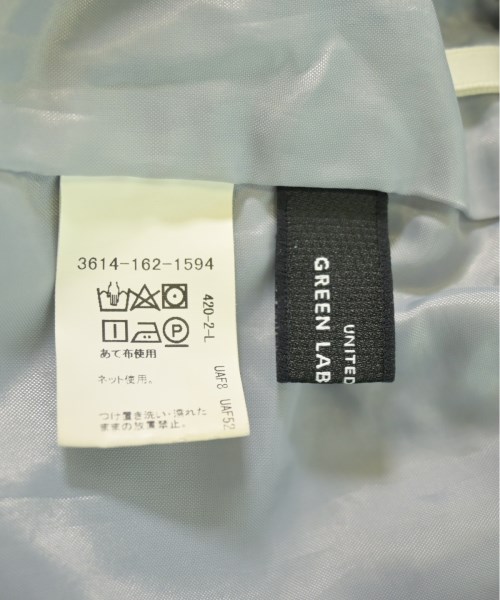 3614-162-1594
あて布使用
ネット使用。
つけ置き洗い・濡れた
ままの放置禁止。
420-2-L
UAF8 UAF52
UNITED
GREEN LAB